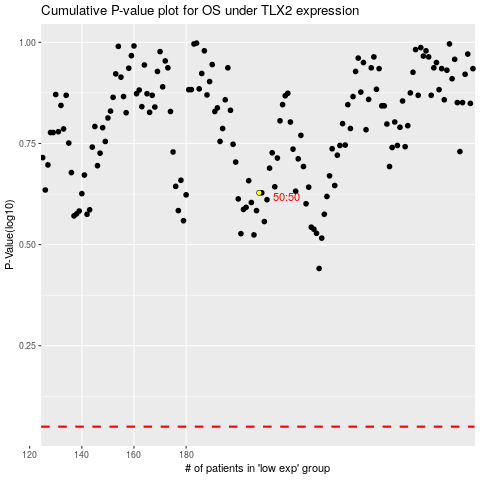 Cumulative P-value plot for OS under TLX2 expression
P-Value(log10)
1.00
0.75
0.50
0.25
50:50
120 140 160 180
# of patients in 'low exp' group